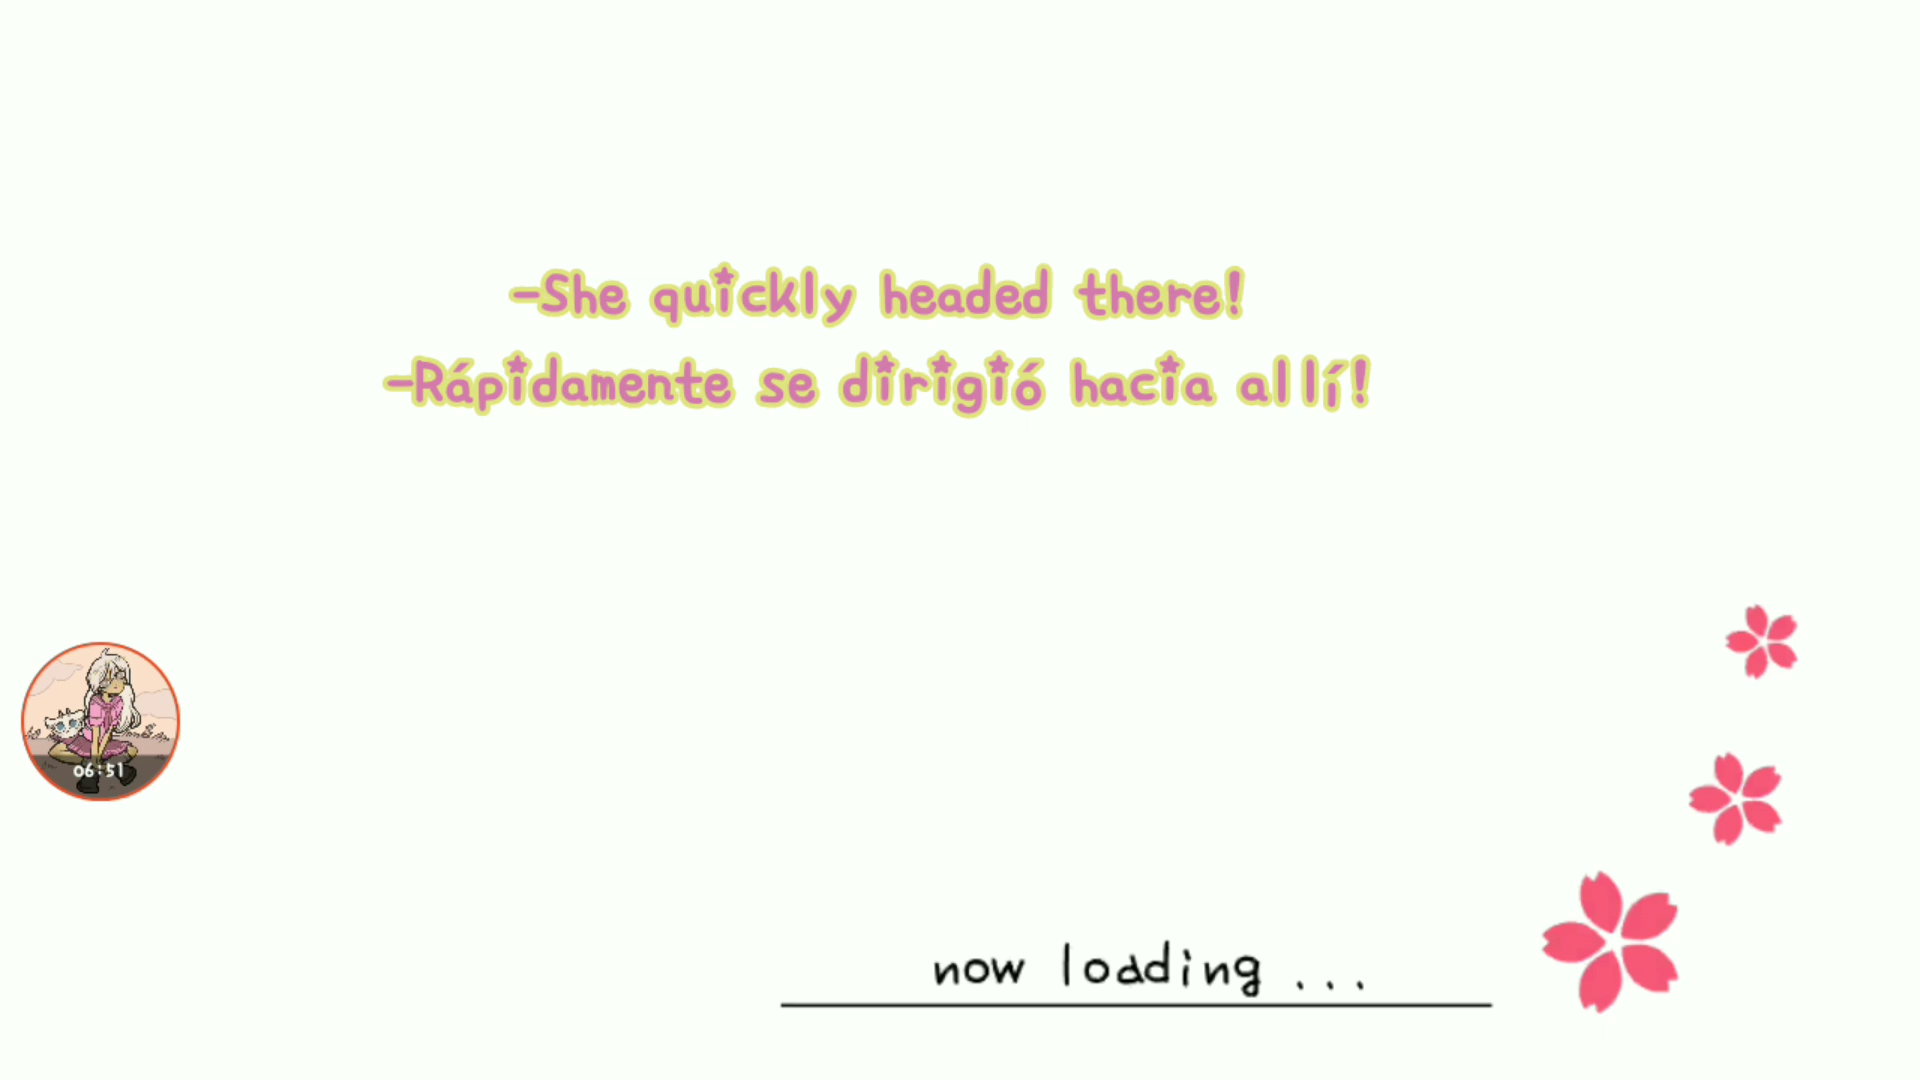 -She quickly headed there!
-Rápidamente se dirigió hacia allí!
06:51
now loading ...